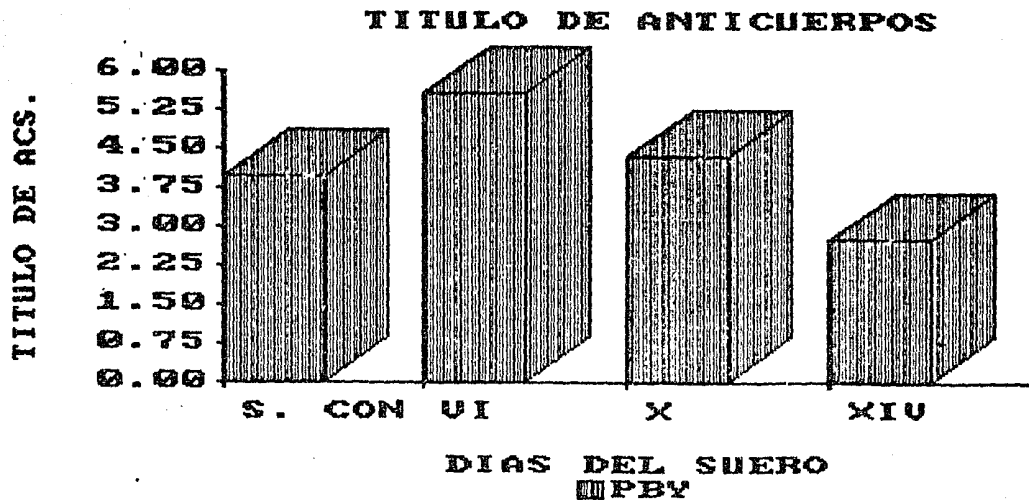 TITULO DE ANTICUERPOS
TITULO DE ACS.
6.00
5.25
4.50
3.75
3.00
2.25
1.50
0.75
0.00
S. CON VI X XIV
DIAS DEL SUERO
PBY